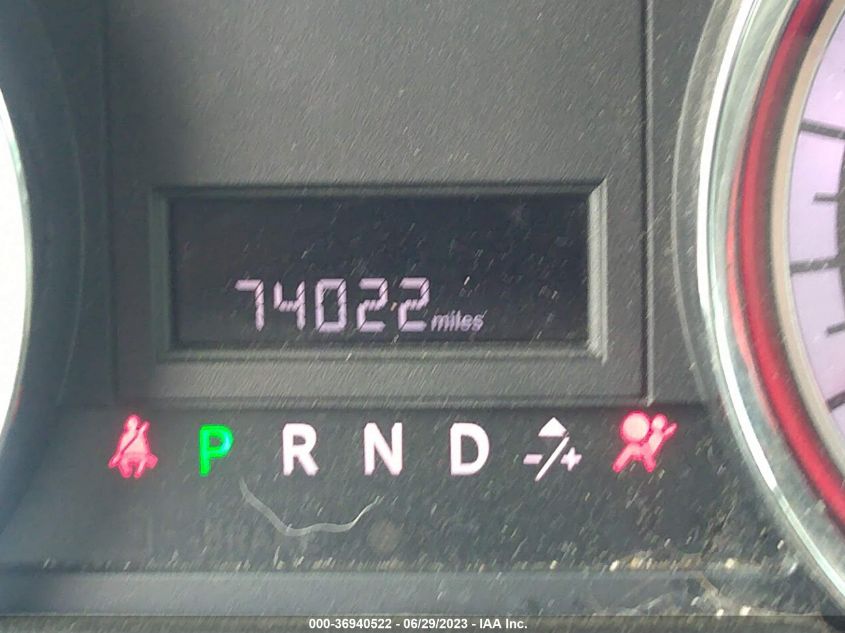 74022 miles
P R N D -/+
000-36940522 - 06/29/2023 - IAA Inc.